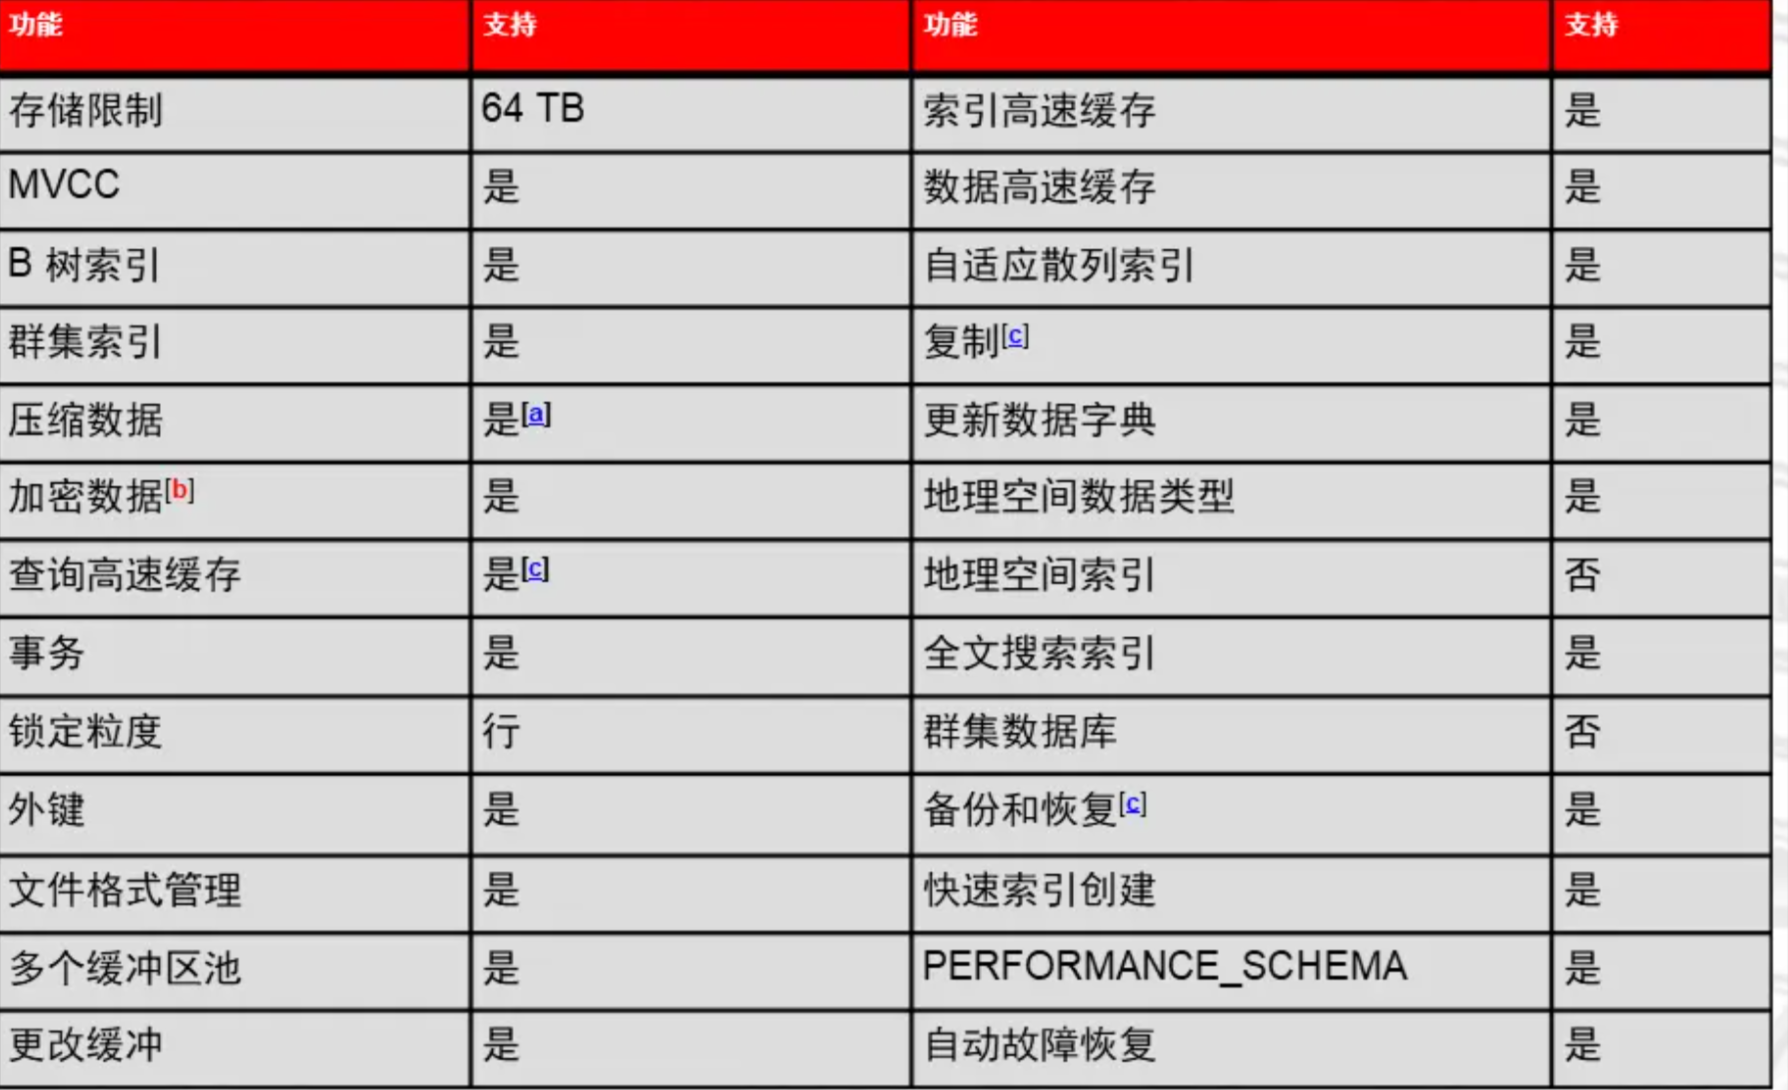 功能 支持 功能 支持
存储限制 64 TB 索引高速缓存 是
MVCC 是 数据高速缓存 是
B 树索引 是 自适应散列索引 是
群集索引 是 复制[c] 是
压缩数据 是[a] 更新数据字典 是
加密数据[b] 是 地理空间数据类型 是
查询高速缓存 是[c] 地理空间索引 否
事务 是 全文搜索索引 是
锁定粒度 行 群集数据库 否
外键 是 备份和恢复[c] 是
文件格式管理 是 快速索引创建 是
多个缓冲区池 是 PERFORMANCE_SCHEMA 是
更改缓冲 是 自动故障恢复 是